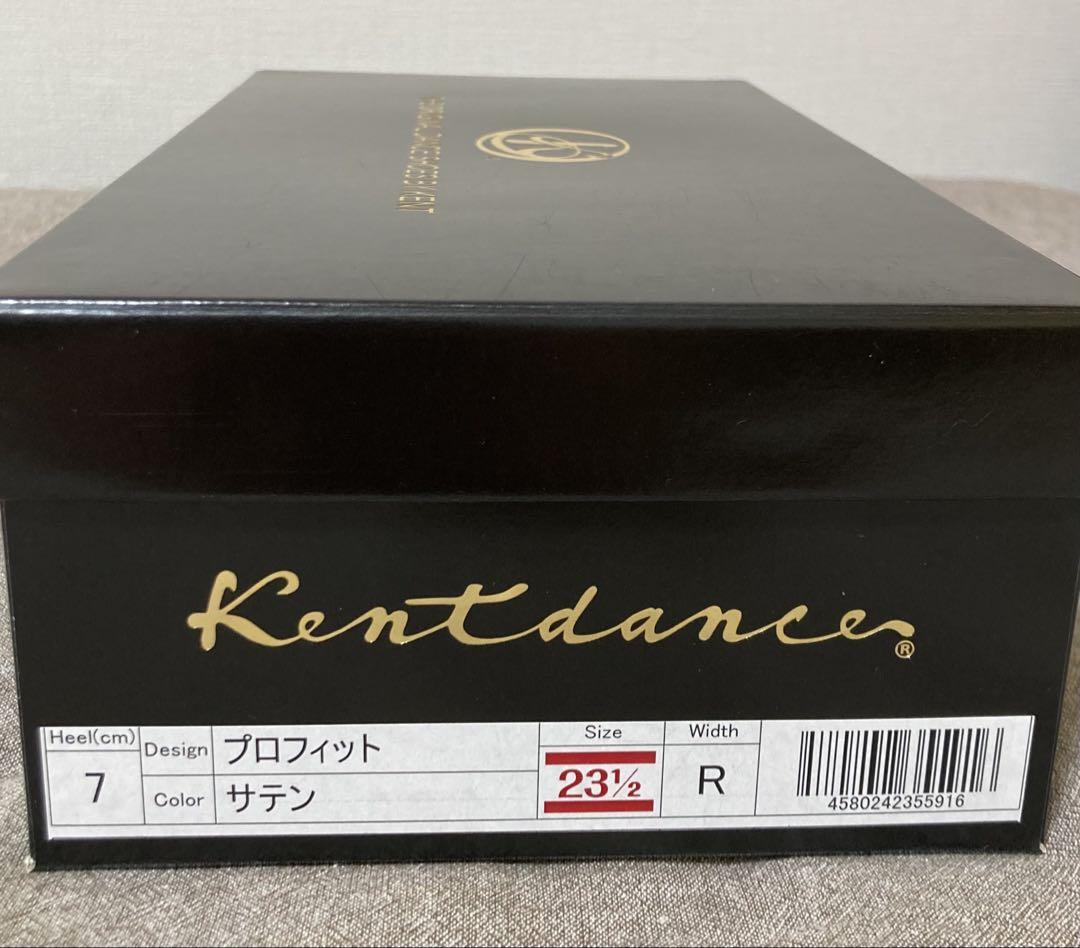 Kentdance®
Heel(cm)
7
Design
プロフィット
Color
サテン
Size
23½
Width
R
4580242355916